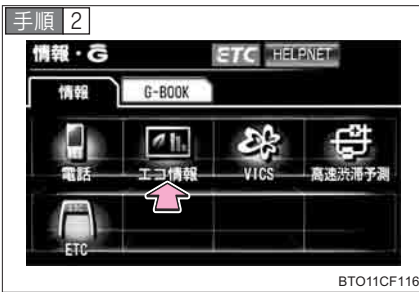 手順 2
情報・G ETC HELPNET
情報 G-BOOK
電話 エコ情報 VICS 高速渋滞予測
ETC
BTO11CF116